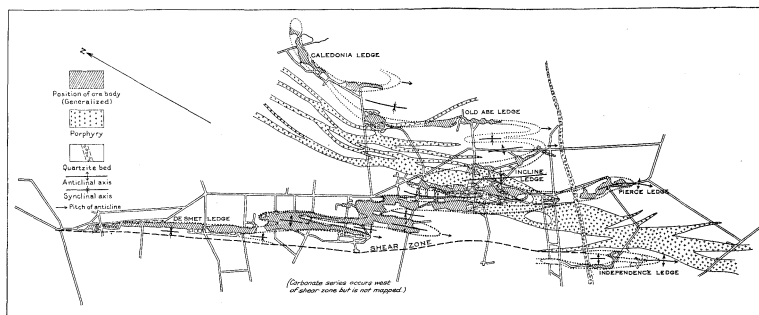 N
CALEDONIA LEDGE
Position of ore body
(Generalized)
OLD ABE LEDGE
Porphyry
Quartzite bed
Anticlinal axis
Synclinal axis
Pitch of anticline
INCLINE
LEDGE
PIERCE LEDGE
DE SMET LEDGE
SHEAR ZONE
INDEPENDENCE LEDGE
(Carbonate series occurs west
of shear zone but is not mapped.)